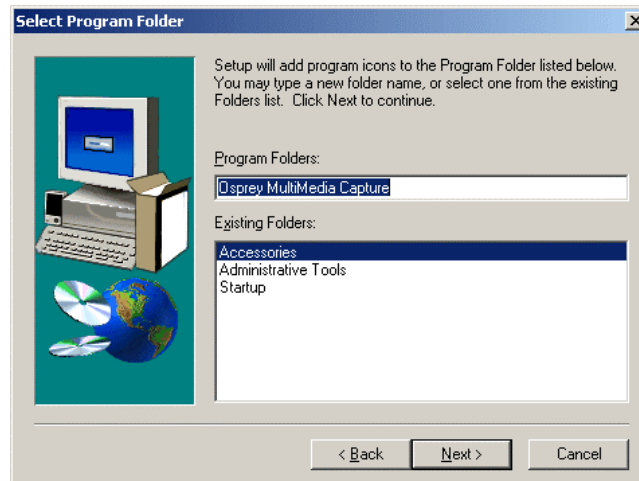 Select Program Folder
Setup will add program icons to the Program Folder listed below.
You may type a new folder name, or select one from the existing
Folders list. Click Next to continue.
Program Folders:
Osprey MultiMedia Capture
Existing Folders:
Accessories
Administrative Tools
Startup
< Back
Next >
Cancel